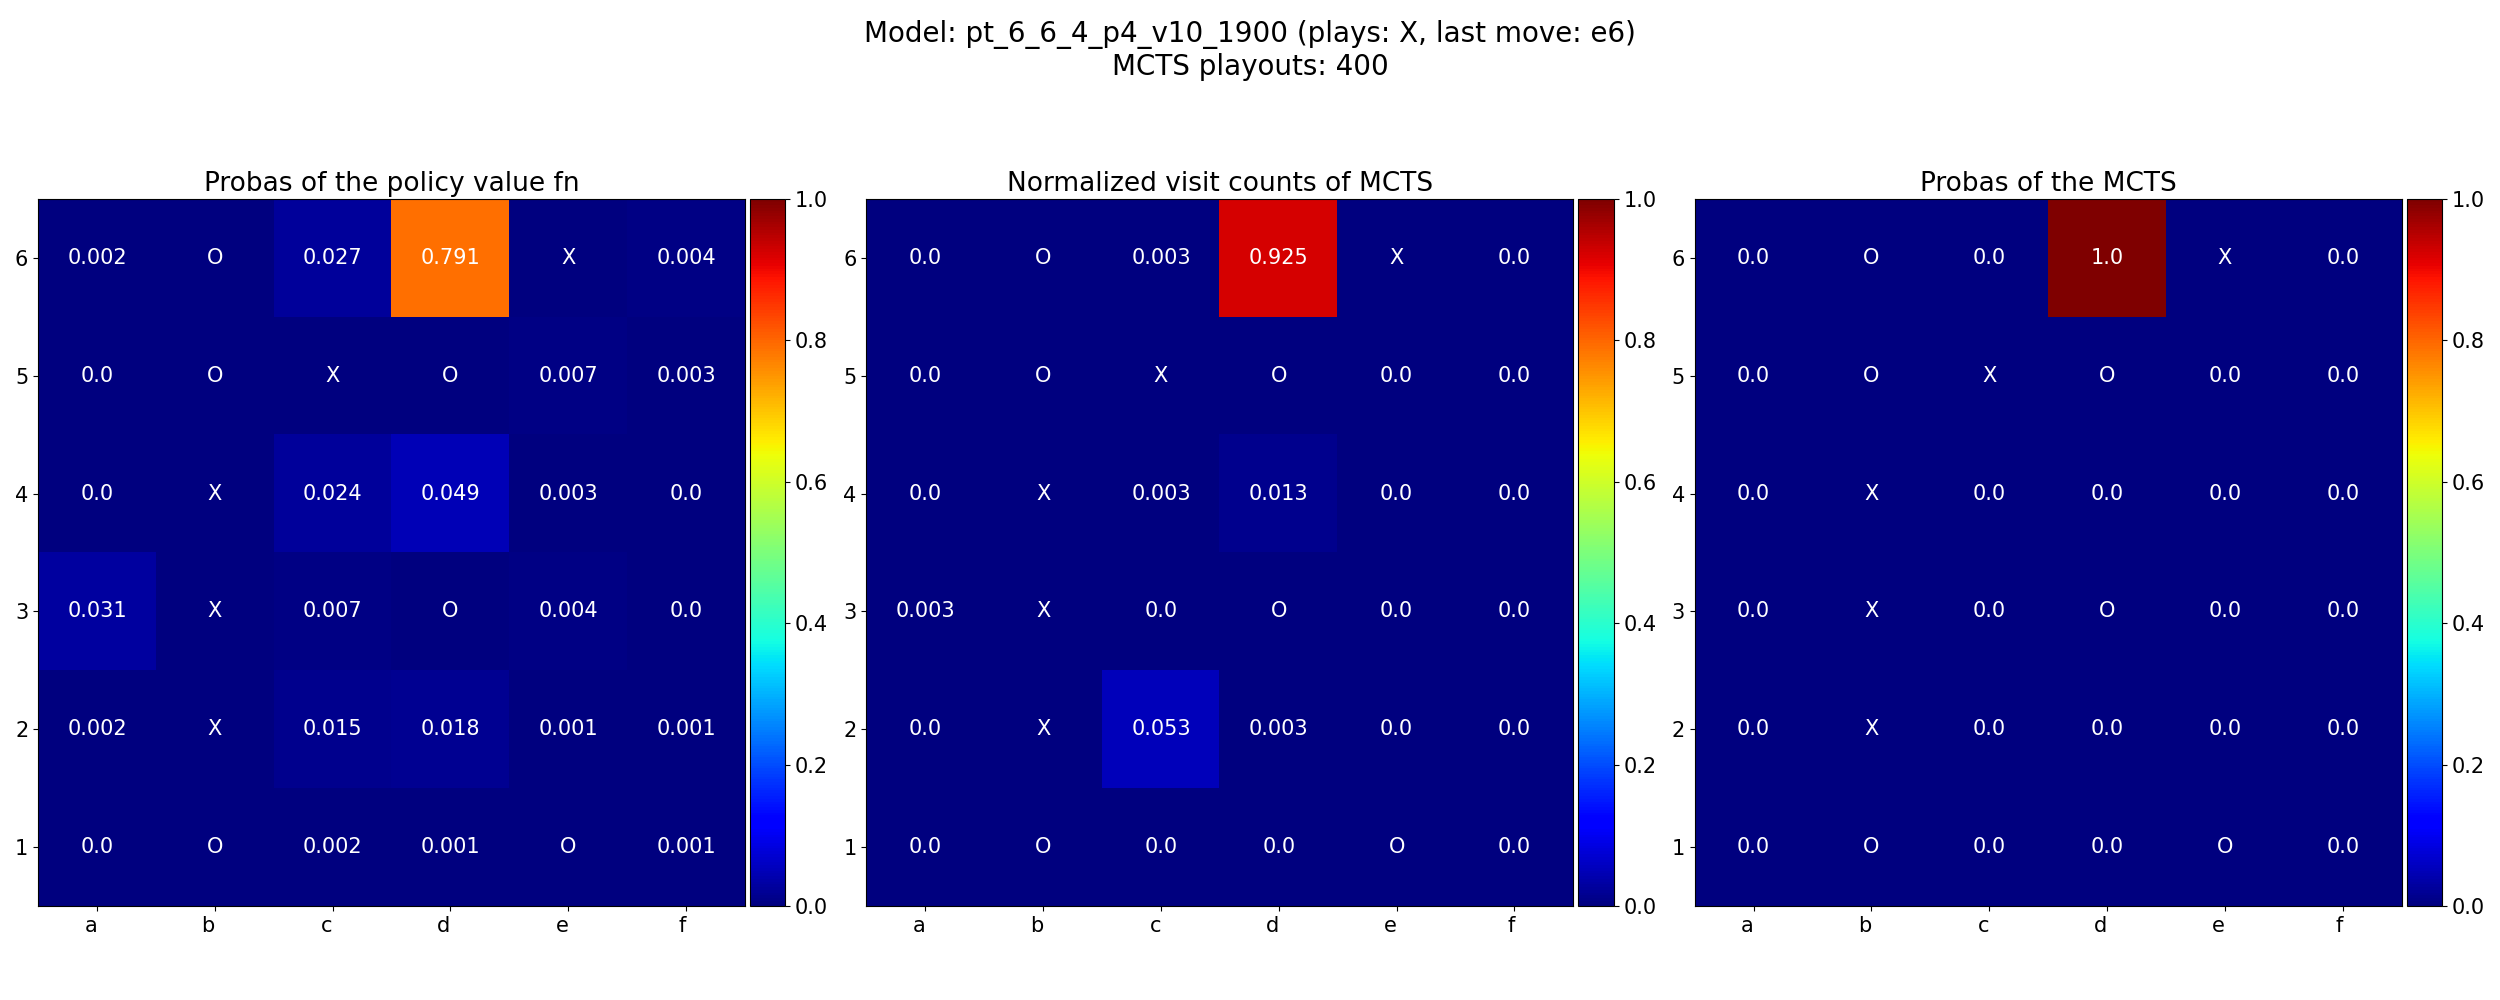 Model: pt_6_6_4_p4_v10_1900 (plays: X, last move: e6)
MCTS playouts: 400
Probas of the policy value fn
6 0.002 O 0.027 0.791 X 0.004
5 0.0 O X O 0.007 0.003
4 0.0 X 0.024 0.049 0.003 0.0
3 0.031 X 0.007 O 0.004 0.0
2 0.002 X 0.015 0.018 0.001 0.001
1 0.0 O 0.002 0.001 O 0.001
a b c d e f
1.0
0.8
0.6
0.4
0.2
0.0
Normalized visit counts of MCTS
6 0.0 O 0.003 0.925 X 0.0
5 0.0 O X O 0.0 0.0
4 0.0 X 0.003 0.013 0.0 0.0
3 0.003 X 0.0 O 0.0 0.0
2 0.0 X 0.053 0.003 0.0 0.0
1 0.0 O 0.0 0.0 O 0.0
a b c d e f
1.0
0.8
0.6
0.4
0.2
0.0
Probas of the MCTS
6 0.0 O 0.0 1.0 X 0.0
5 0.0 O X O 0.0 0.0
4 0.0 X 0.0 0.0 0.0 0.0
3 0.0 X 0.0 O 0.0 0.0
2 0.0 X 0.0 0.0 0.0 0.0
1 0.0 O 0.0 0.0 O 0.0
a b c d e f
1.0
0.8
0.6
0.4
0.2
0.0